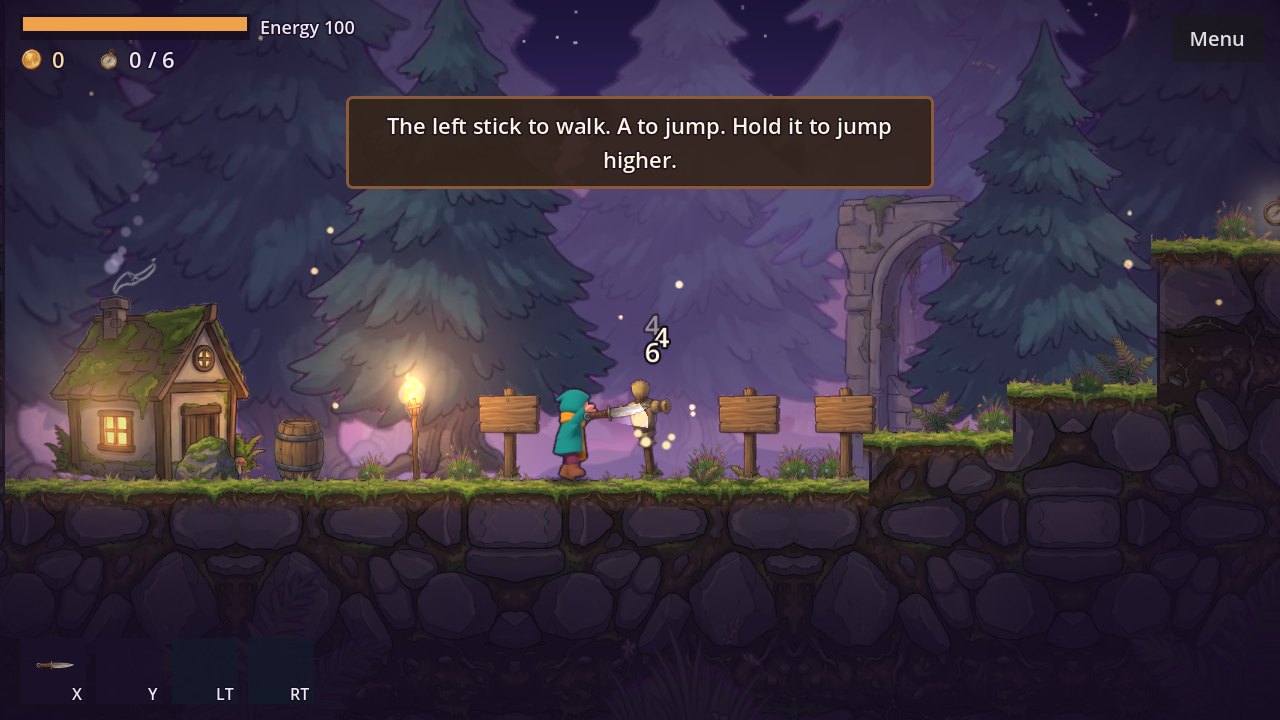 Energy 100
0
0 / 6
Menu
The left stick to walk. A to jump. Hold it to jump
higher.
4
4
6
X
Y
LT
RT